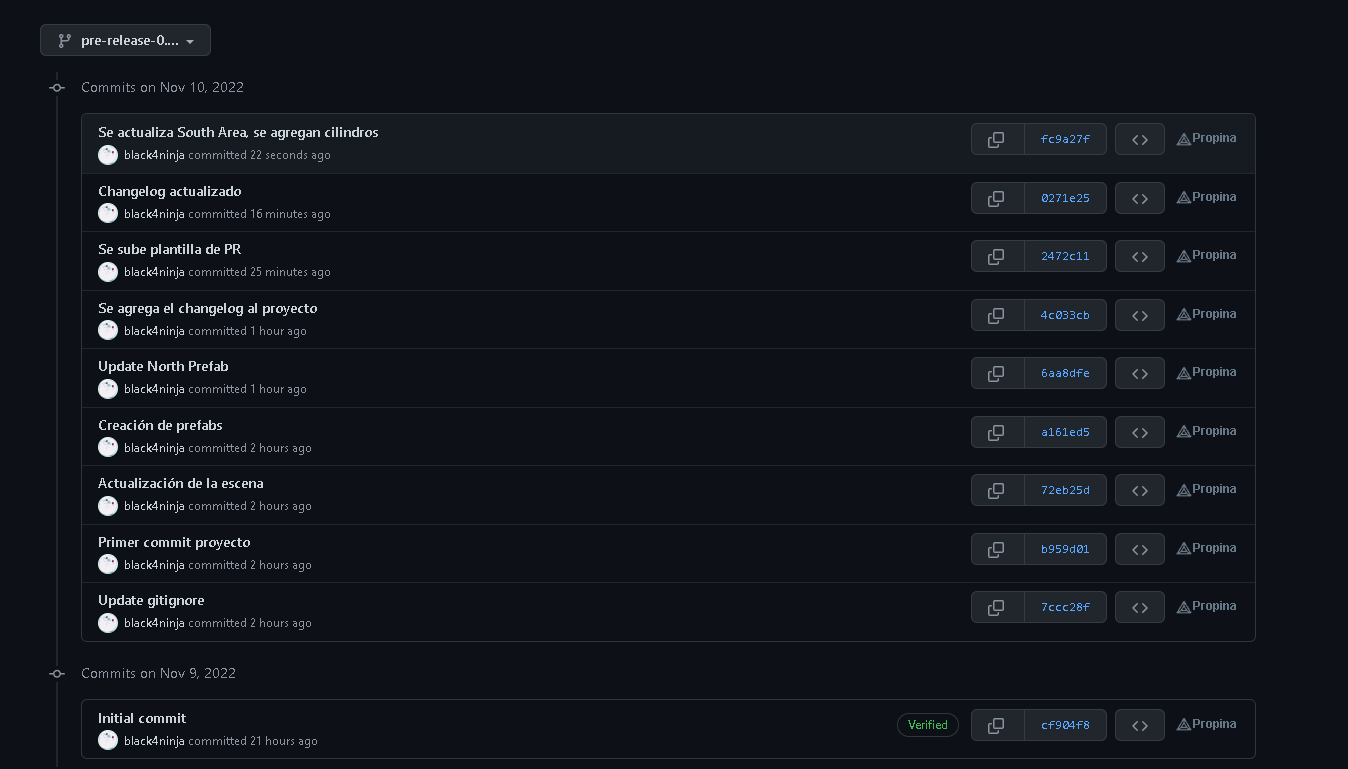 pre-release-0....
Commits on Nov 10, 2022
Se actualiza South Area, se agregan cilindros
black4ninja committed 22 seconds ago
fc9a27f
Propina
Changelog actualizado
black4ninja committed 16 minutes ago
0271e25
Propina
Se sube plantilla de PR
black4ninja committed 25 minutes ago
2472c11
Propina
Se agrega el changelog al proyecto
black4ninja committed 1 hour ago
4c033cb
Propina
Update North Prefab
black4ninja committed 1 hour ago
6aa8dfe
Propina
Creación de prefabs
black4ninja committed 2 hours ago
a161ed5
Propina
Actualización de la escena
black4ninja committed 2 hours ago
72eb25d
Propina
Primer commit proyecto
black4ninja committed 2 hours ago
b959d01
Propina
Update gitignore
black4ninja committed 2 hours ago
7ccc28f
Propina
Commits on Nov 9, 2022
Initial commit
black4ninja committed 21 hours ago
Verified
cf904f8
Propina